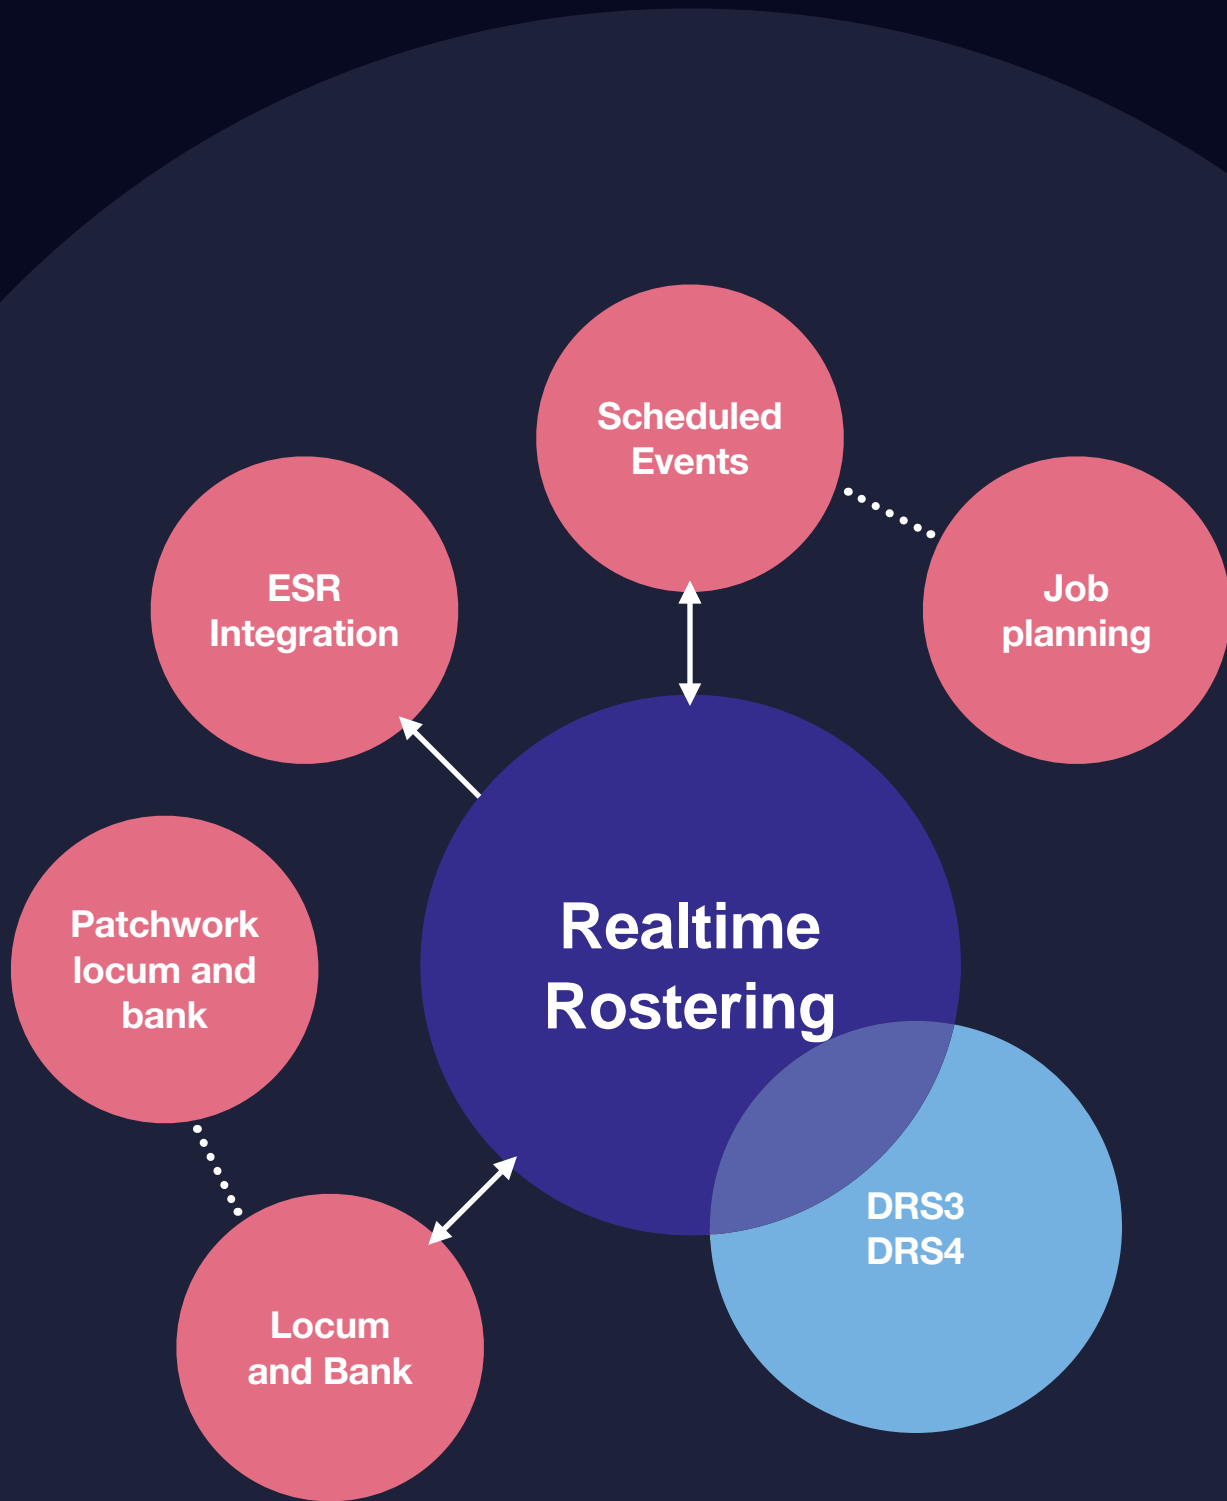 Scheduled
Events
ESR
Integration
Job
planning
Patchwork
locum and
bank
Realtime
Rostering
DRS3
DRS4
Locum
and Bank